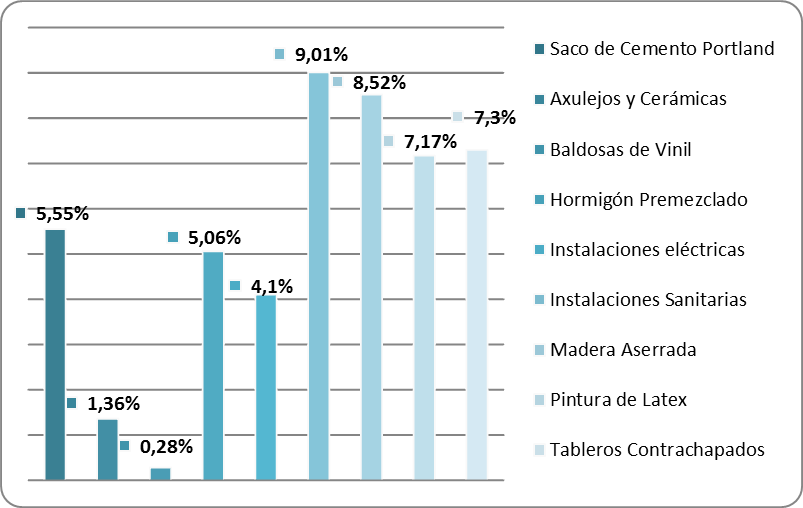 5,55%
1,36%
0,28%
5,06%
4,1%
9,01%
8,52%
7,17%
7,3%
Saco de Cemento Portland
Axulejos y Cerámicas
Baldosas de Vinil
Hormigón Premezclado
Instalaciones eléctricas
Instalaciones Sanitarias
Madera Aserrada
Pintura de Latex
Tableros Contrachapados